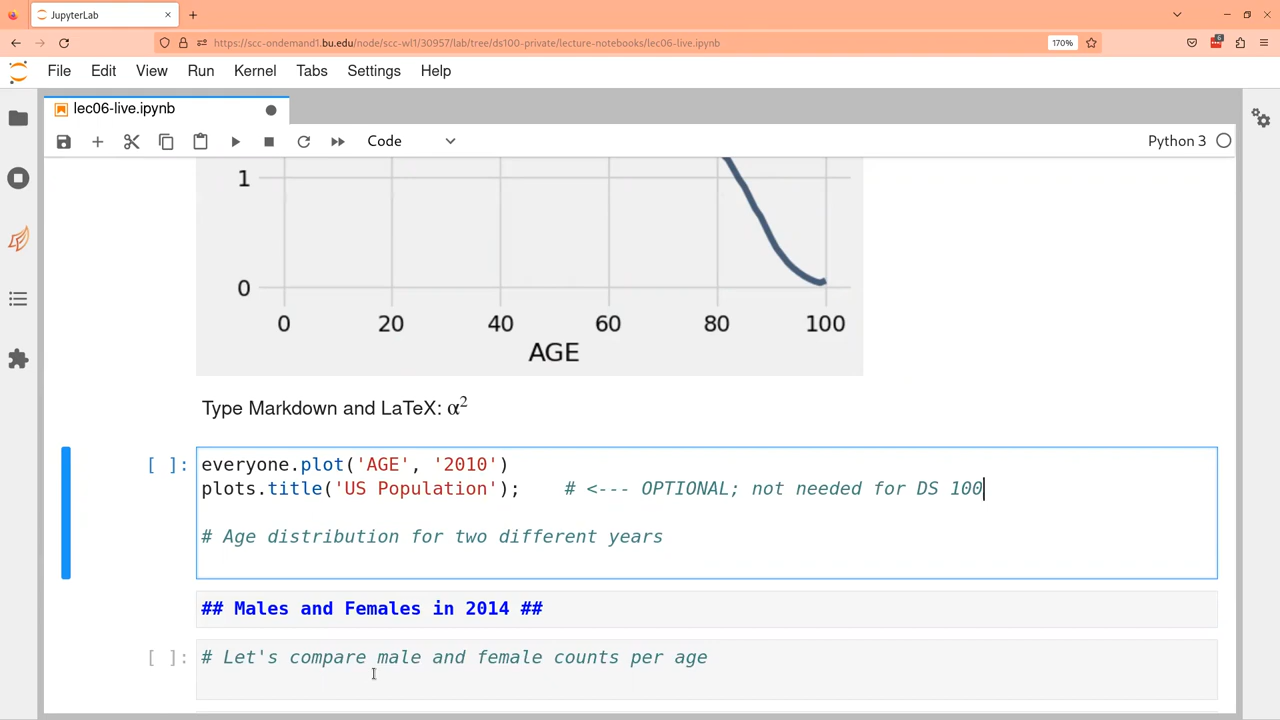 JupyterLab
https://scc-ondemand1.bu.edu/node/scc-wl1/30957/lab/tree/ds100-private/lecture-notebooks/lec06-live.ipynb
170%
6
File Edit View Run Kernel Tabs Settings Help
lec06-live.ipynb
Code
Python 3
1
0
0 20 40 60 80 100
AGE
Type Markdown and LaTeX: α²
[ ]: everyone.plot('AGE', '2010')
plots.title('US Population');    # <--- OPTIONAL; not needed for DS 100
# Age distribution for two different years
## Males and Females in 2014 ##
[ ]: # Let's compare male and female counts per age